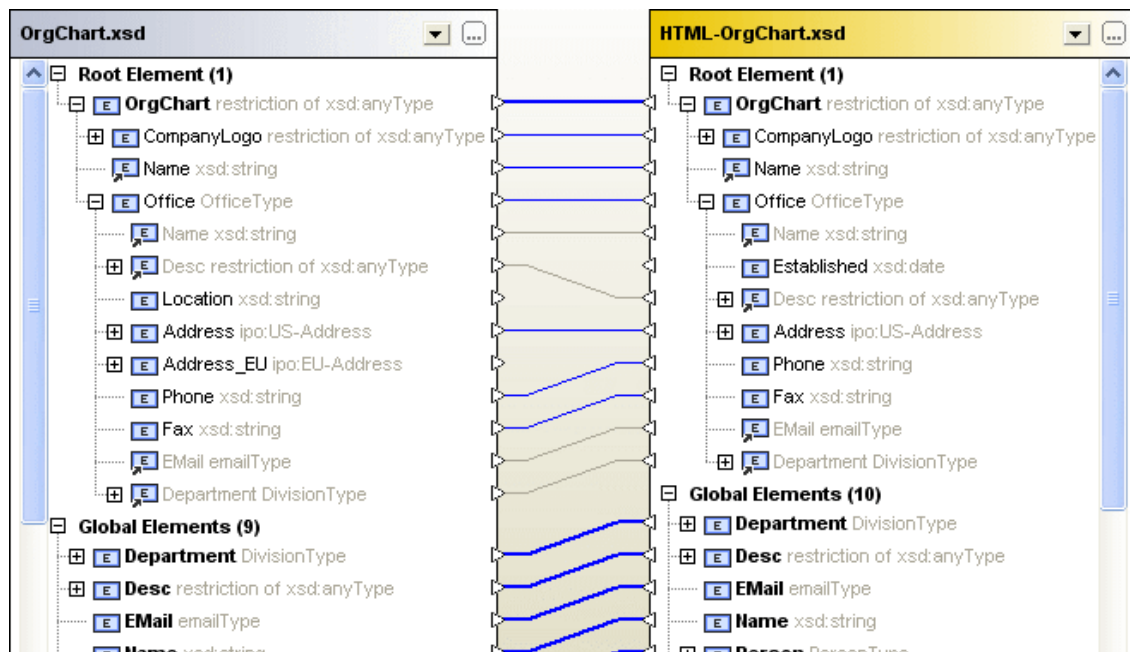 OrgChart.xsd
...
Root Element (1)
E OrgChart restriction of xsd:anyType
E CompanyLogo restriction of xsd:anyType
E Name xsd:string
E Office OfficeType
E Name xsd:string
E Desc restriction of xsd:anyType
E Location xsd:string
E Address ipo:US-Address
E Address_EU ipo:EU-Address
E Phone xsd:string
E Fax xsd:string
E EMail emailType
E Department DivisionType
Global Elements (9)
E Department DivisionType
E Desc restriction of xsd:anyType
E EMail emailType
E Name xsd:string
HTML-OrgChart.xsd
...
Root Element (1)
E OrgChart restriction of xsd:anyType
E CompanyLogo restriction of xsd:anyType
E Name xsd:string
E Office OfficeType
E Name xsd:string
E Established xsd:date
E Desc restriction of xsd:anyType
E Address ipo:US-Address
E Phone xsd:string
E Fax xsd:string
E EMail emailType
E Department DivisionType
Global Elements (10)
E Department DivisionType
E Desc restriction of xsd:anyType
E EMail emailType
E Name xsd:string
E Person PersonType